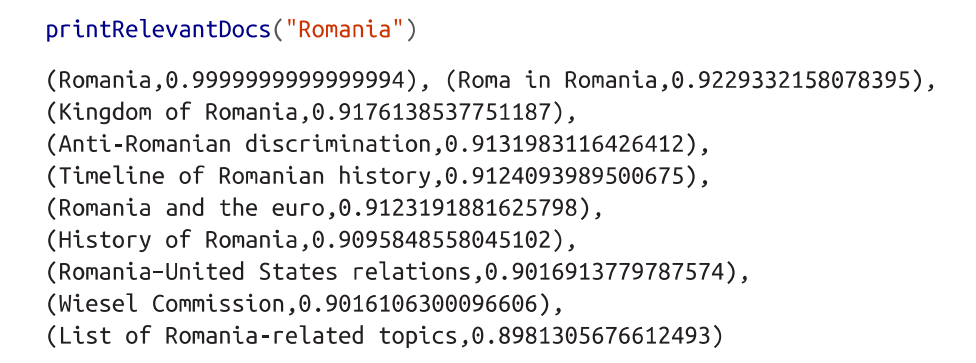 printRelevantDocs("Romania")
(Romania,0.9999999999999994), (Roma in Romania,0.9229332158078395),
(Kingdom of Romania,0.9176138537751187),
(Anti-Romanian discrimination,0.9131983116426412),
(Timeline of Romanian history,0.9124093989500675),
(Romania and the euro,0.9123191881625798),
(History of Romania,0.9095848558045102),
(Romania–United States relations,0.9016913779787574),
(Wiesel Commission,0.9016106300096606),
(List of Romania-related topics,0.8981305676612493)